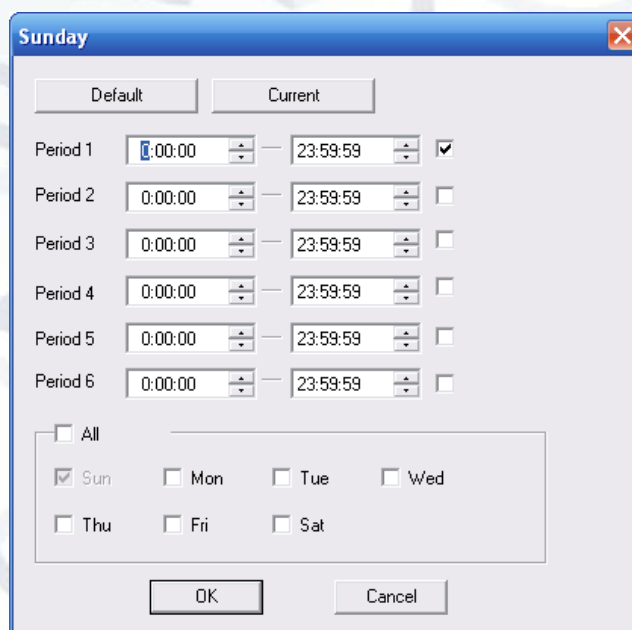 Sunday
Default Current
Period 1 0:00:00 — 23:59:59
Period 2 0:00:00 — 23:59:59
Period 3 0:00:00 — 23:59:59
Period 4 0:00:00 — 23:59:59
Period 5 0:00:00 — 23:59:59
Period 6 0:00:00 — 23:59:59
All
Sun Mon Tue Wed
Thu Fri Sat
OK Cancel